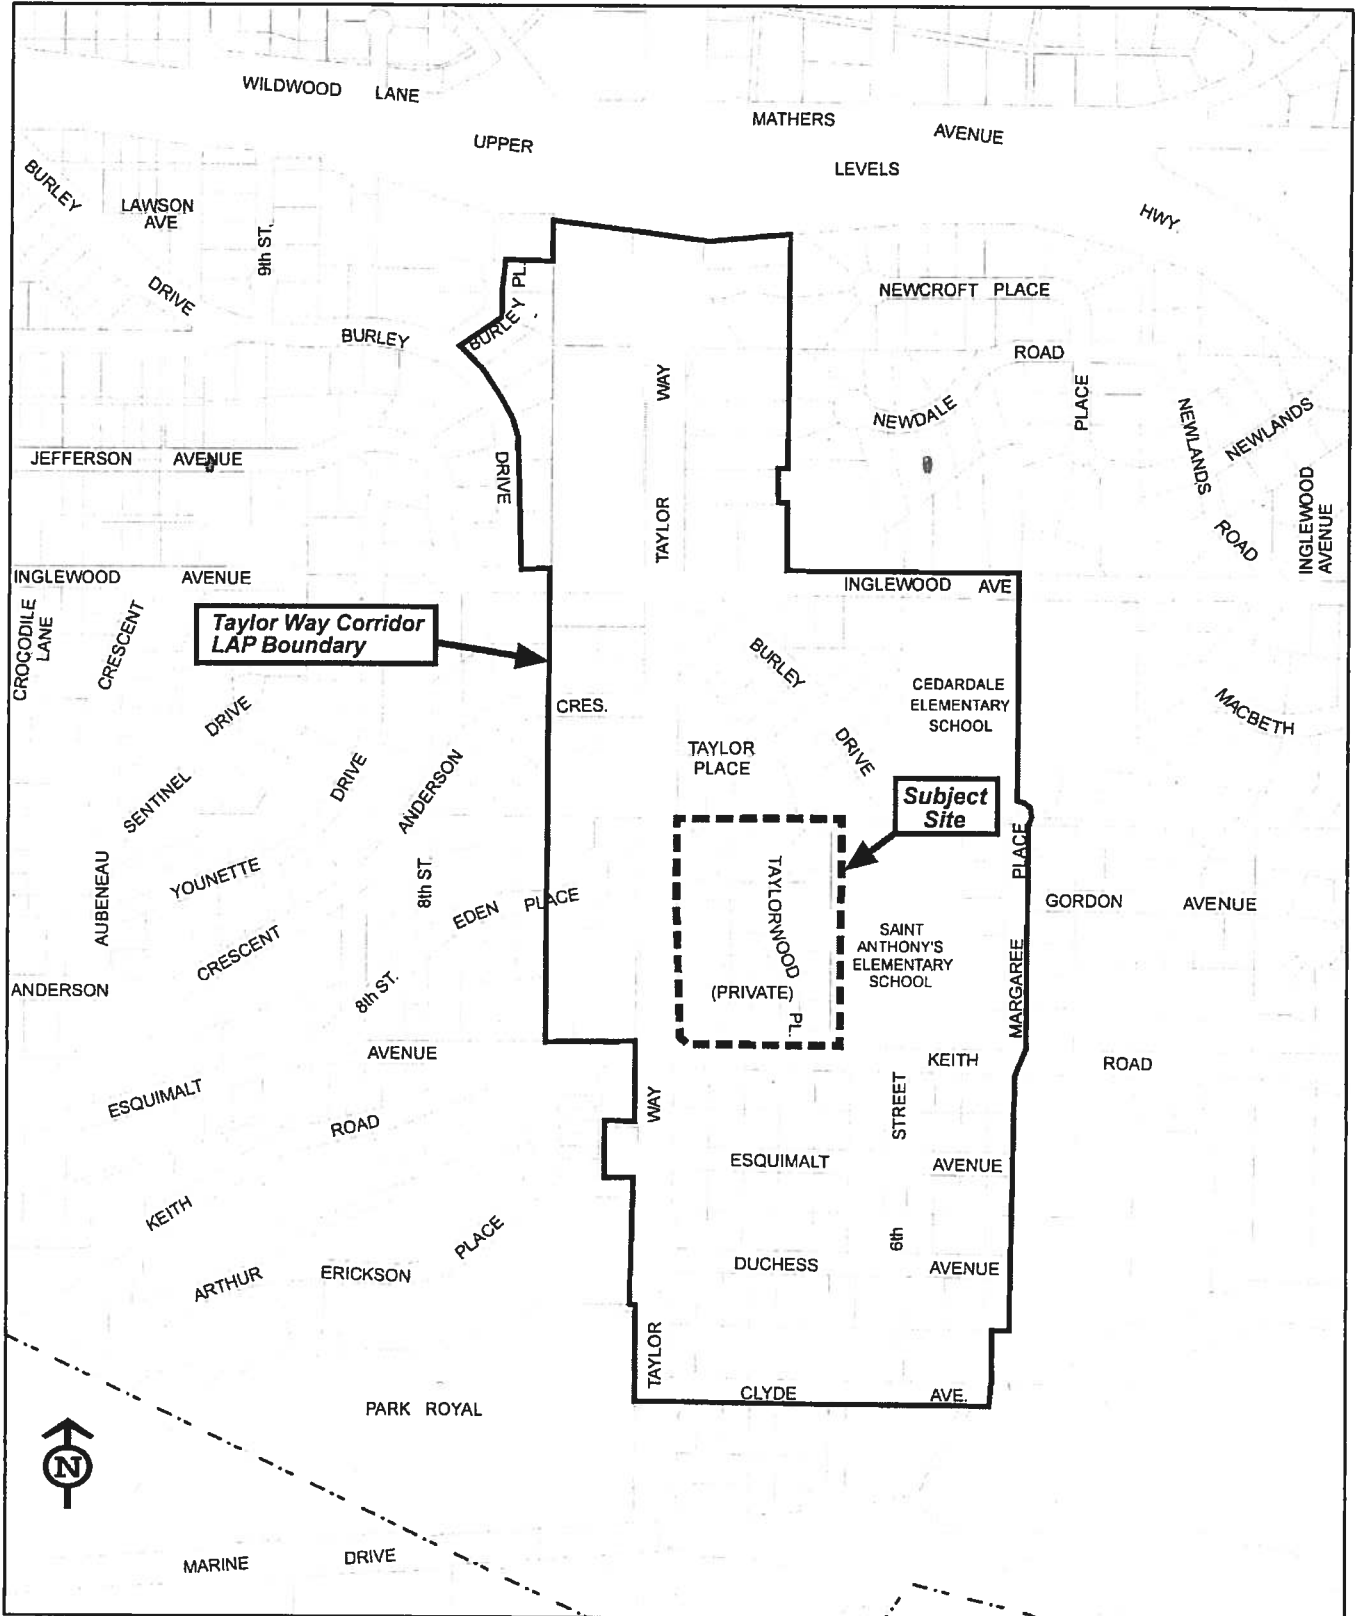 WILDWOOD LANE
MATHERS AVENUE
UPPER LEVELS HWY.
BURLEY
LAWSON
AVE
9th ST.
DRIVE
BURLEY
BURLEY PL.
NEWCROFT PLACE
ROAD
NEWDALE
PLACE
NEWLANDS
NEWLANDS
WAY
JEFFERSON AVENUE
DRIVE
TAYLOR
ROAD
INGLEWOOD
AVENUE
INGLEWOOD AVENUE
INGLEWOOD AVE
CROCODILE
LANE
CRESCENT
Taylor Way Corridor
LAP Boundary
BURLEY
CEDARDALE
ELEMENTARY
SCHOOL
MACBETH
CRES.
DRIVE
TAYLOR
PLACE
DRIVE
SENTINEL
DRIVE
ANDERSON
Subject
Site
AUBENEAU
YOUNETTE
8th ST.
EDEN PLACE
TAYLORWOOD
PLACE
GORDON AVENUE
CRESCENT
SAINT
ANTHONY'S
ELEMENTARY
SCHOOL
MARGAREE
ANDERSON
8th ST.
(PRIVATE)
PL.
AVENUE
KEITH
ROAD
ESQUIMALT
WAY
STREET
ROAD
ESQUIMALT
AVENUE
KEITH
PLACE
6th
ARTHUR
ERICKSON
DUCHESS
AVENUE
TAYLOR
CLYDE
AVE.
PARK ROYAL
N
MARINE
DRIVE